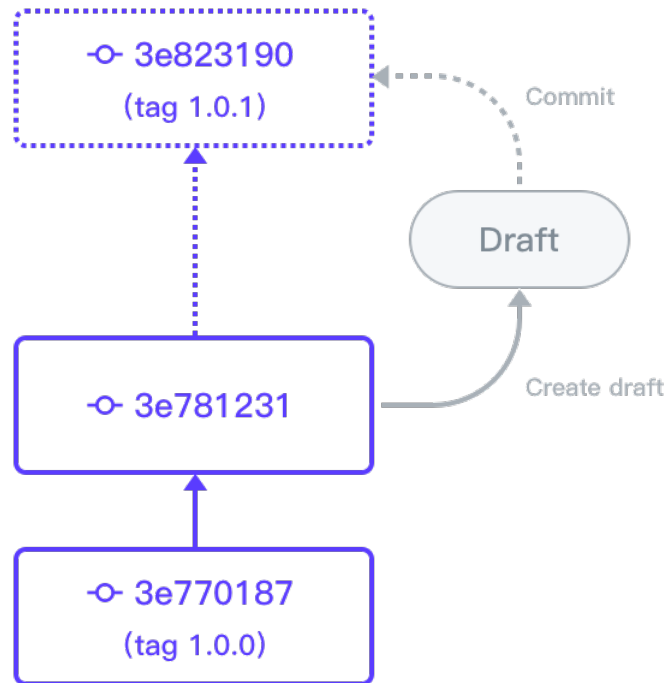 3e823190
(tag 1.0.1)
Commit
Draft
3e781231
Create draft
3e770187
(tag 1.0.0)